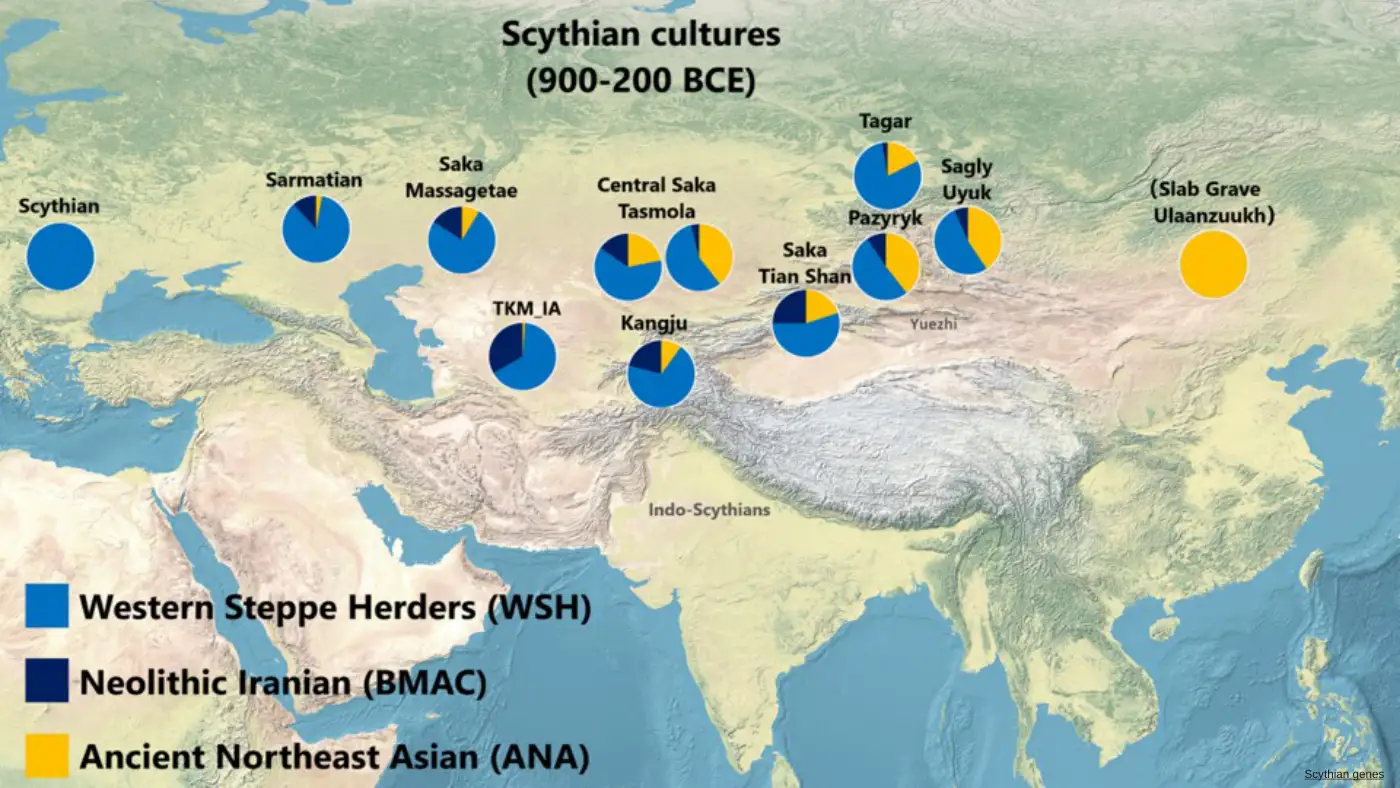 Scythian cultures
(900-200 BCE)
Tagar
Sagly
Uyuk
Saka
Massagetae
Sarmatian
Central Saka
Tasmola
(Slab Grave
Ulaanzuukh)
Scythian
Pazyryk
Saka
Tian Shan
TKM_IA
Kangju
Yuezhi
Indo-Scythians
Western Steppe Herders (WSH)
Neolithic Iranian (BMAC)
Ancient Northeast Asian (ANA)
Scythian genes